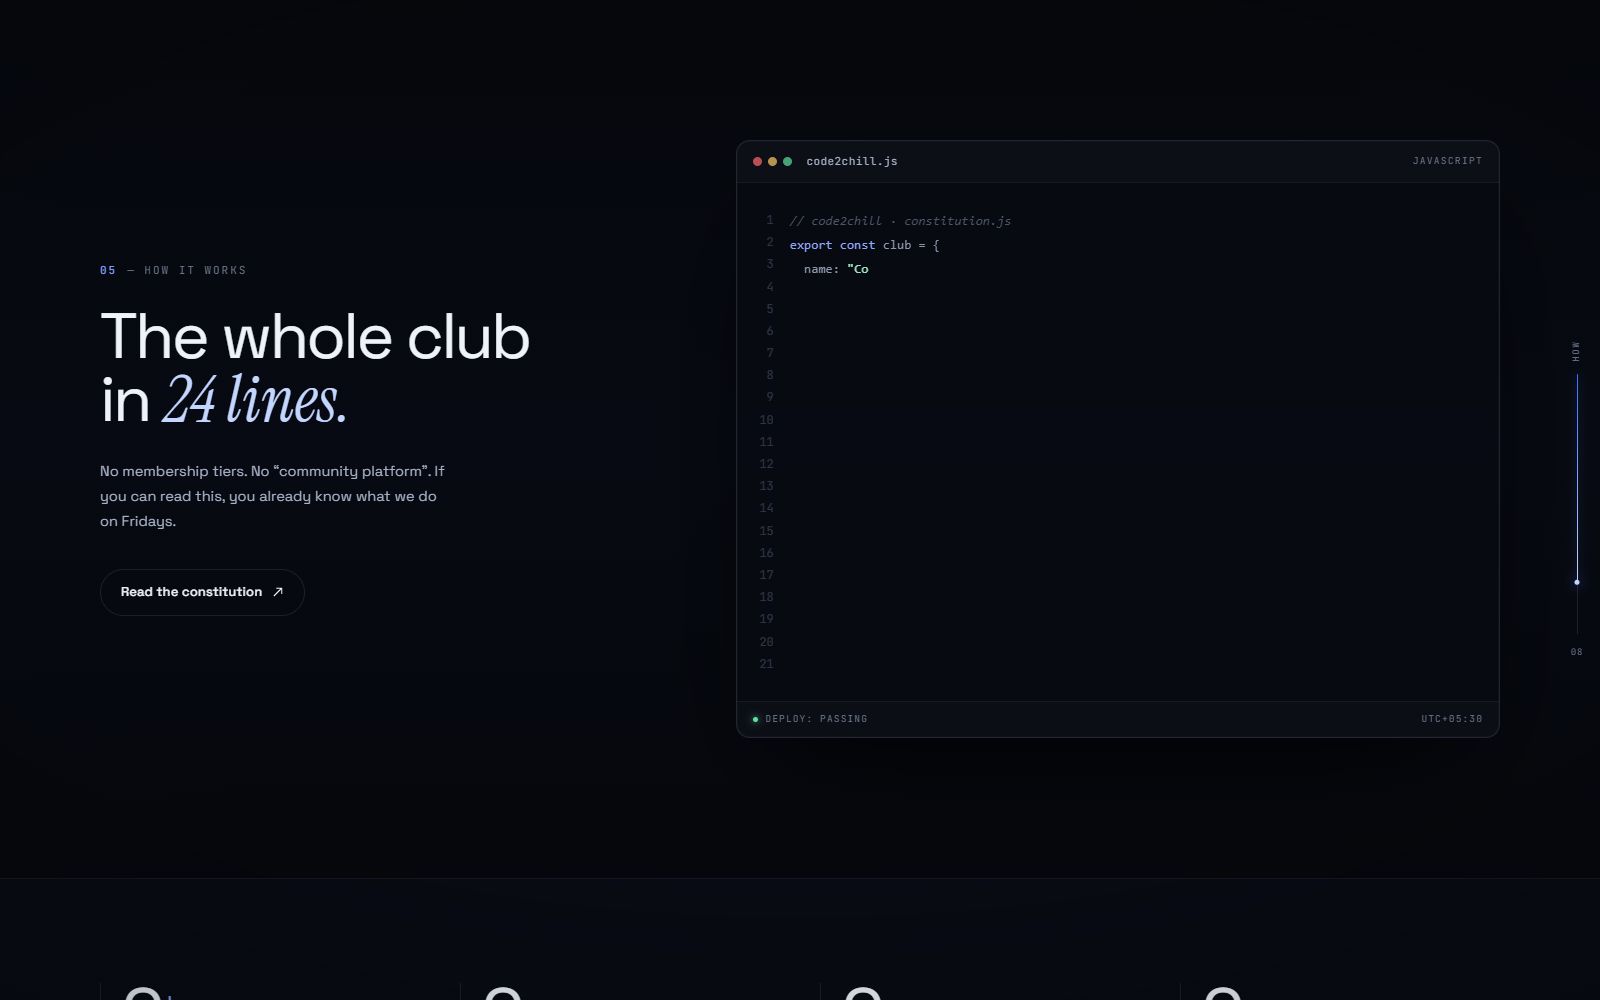 code2chill.js
JAVASCRIPT
05 — HOW IT WORKS
The whole club
in 24 lines.
No membership tiers. No “community platform”. If
you can read this, you already know what we do
on Fridays.
Read the constitution ↗
1 // code2chill · constitution.js
2 export const club = {
3 name: "Co
4
5
6
7
8
9
10
11
12
13
14
15
16
17
18
19
20
21
DEPLOY: PASSING
UTC+05:30
HOW
08